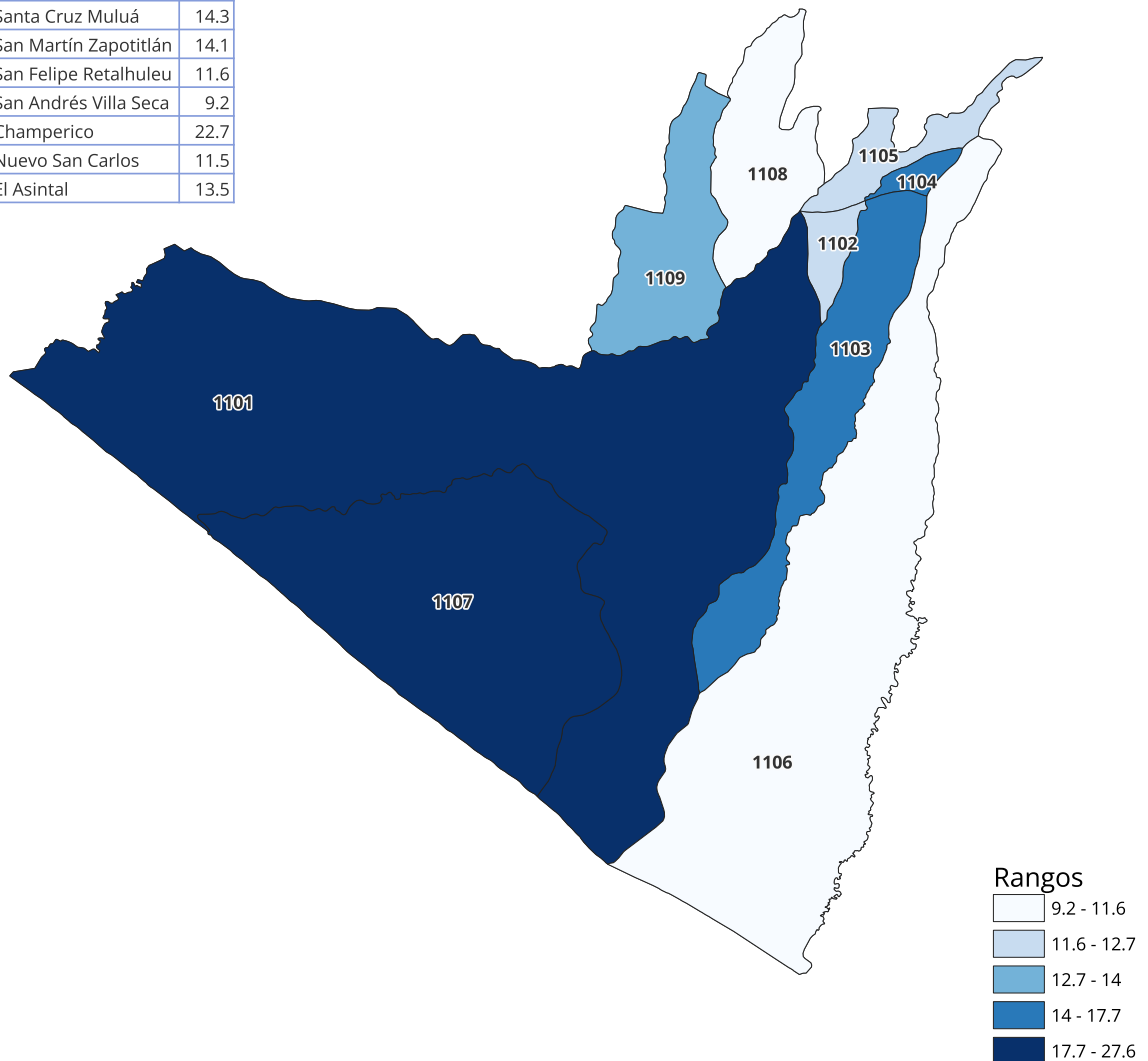 Santa Cruz Muluá 14.3
San Martín Zapotitlán 14.1
San Felipe Retalhuleu 11.6
San Andrés Villa Seca 9.2
Champerico 22.7
Nuevo San Carlos 11.5
El Asintal 13.5
1105
1108
1104
1102
1109
1103
1101
1107
1106
Rangos
9.2 - 11.6
11.6 - 12.7
12.7 - 14
14 - 17.7
17.7 - 27.6